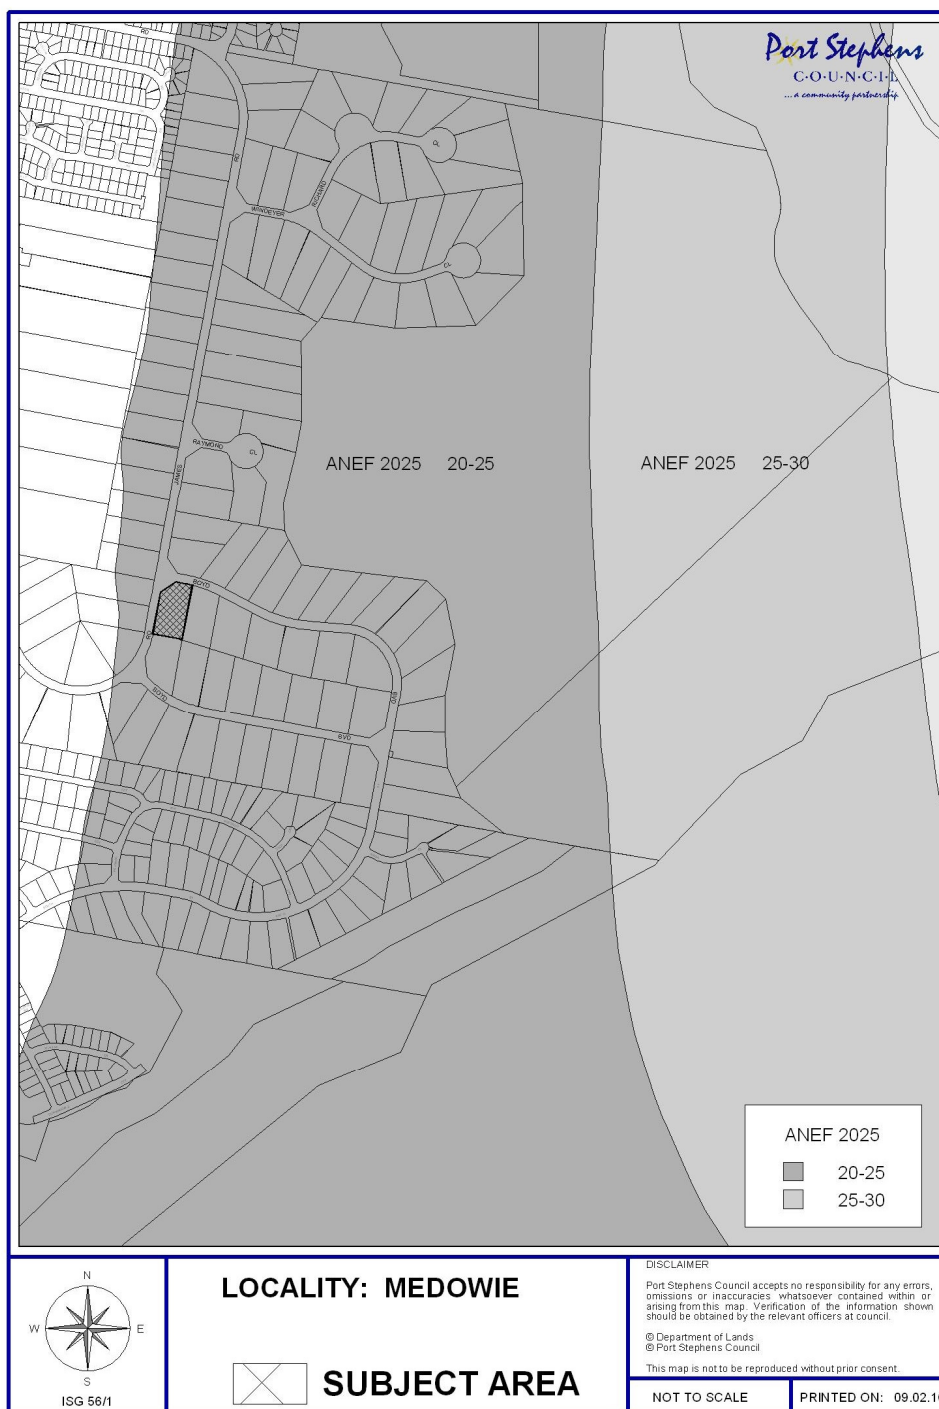 Port Stephens
C·O·U·N·C·I·L
... a community partnership
RD
RD
CL
RICHARD
WINDEYER
CL
RAYMOND
CL
JAMES
ANEF 2025 20-25
ANEF 2025 25-30
BOYD
RD
BOYD
BVD
BVD
ANEF 2025
20-25
25-30
N
W E
S
ISG 56/1
LOCALITY: MEDOWIE
SUBJECT AREA
DISCLAIMER
Port Stephens Council accepts no responsibility for any errors,
omissions or inaccuracies whatsoever contained within or
arising from this map. Verification of the information shown
should be obtained by the relevant officers at council.
© Department of Lands
© Port Stephens Council
This map is not to be reproduced without prior consent.
NOT TO SCALE
PRINTED ON: 09.02.1